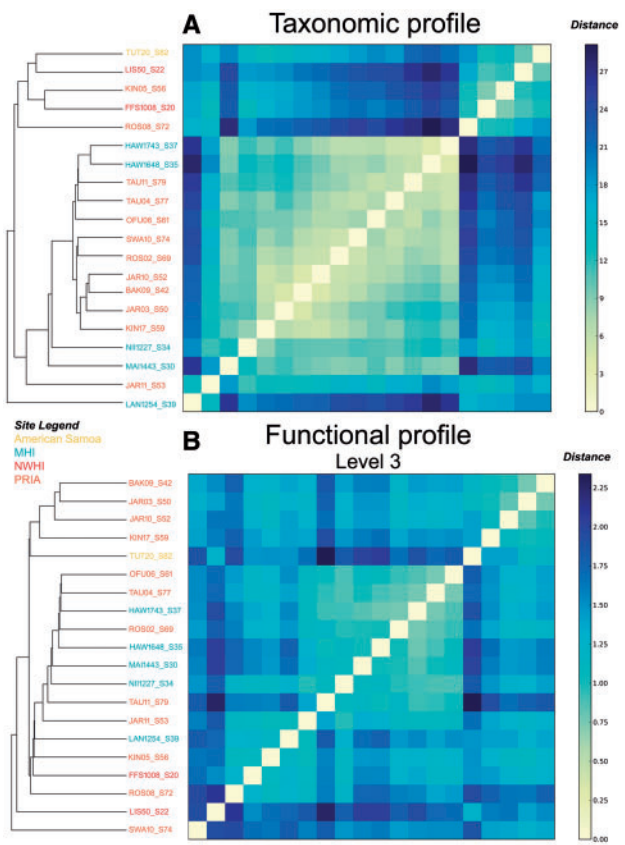 A Taxonomic profile
Distance
TUT20_S82
LIS50_S22
KIN05_S56
FFS1008_S20
ROS08_S72
HAW1743_S37
HAW1648_S35
TAU11_S79
TAU04_S77
OFU06_S61
SWA10_S74
ROS02_S69
JAR10_S52
BAK09_S42
JAR03_S50
KIN17_S59
NII1227_S34
MAI1443_S30
JAR11_S53
LAN1254_S39
27
24
21
18
15
12
9
6
3
0
Site Legend
American Samoa
MHI
NWHI
PRIA
B Functional profile
Level 3
Distance
BAK09_S42
JAR03_S50
JAR10_S52
KIN17_S59
TUT20_S82
OFU06_S61
TAU04_S77
HAW1743_S37
ROS02_S69
HAW1648_S35
MAI1443_S30
NII1227_S34
TAU11_S79
JAR11_S53
LAN1254_S39
KIN05_S56
FFS1008_S20
ROS08_S72
LIS50_S22
SWA10_S74
2.25
2.00
1.75
1.50
1.25
1.00
0.75
0.50
0.25
0.00